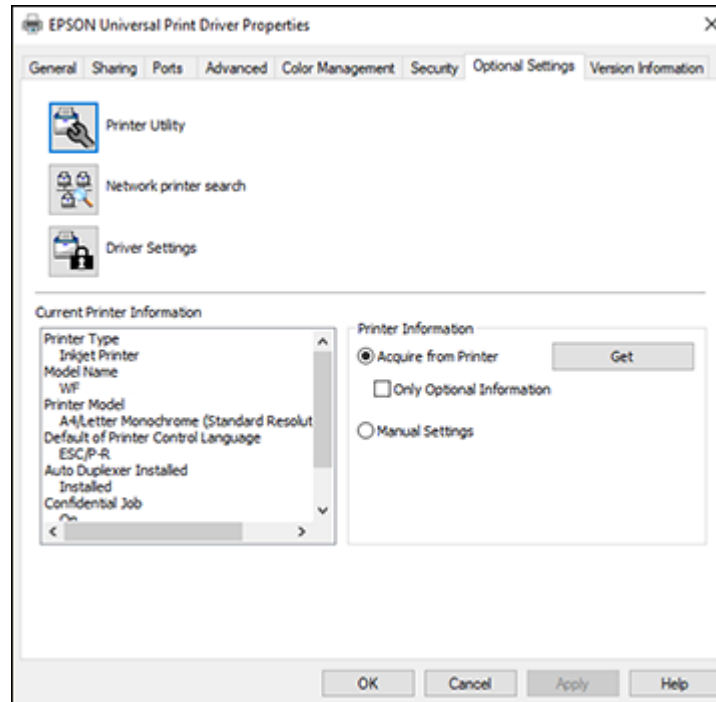 EPSON Universal Print Driver Properties
General Sharing Ports Advanced Color Management Security Optional Settings Version Information
Printer Utility
Network printer search
Driver Settings
Current Printer Information
Printer Type
Inkjet Printer
Model Name
WF
Printer Model
A4/Letter Monochrome (Standard Resolut
Default of Printer Control Language
ESC/P-R
Auto Duplexer Installed
Installed
Confidential Job
On
Printer Information
Acquire from Printer Get
Only Optional Information
Manual Settings
OK Cancel Apply Help